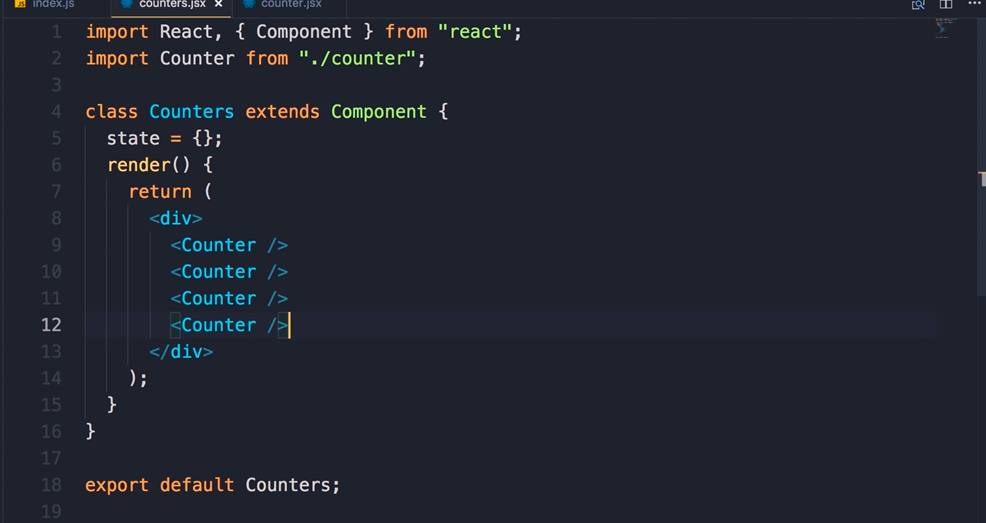 index.js counters.jsx × counter.jsx ...
1 import React, { Component } from "react";
2 import Counter from "./counter";
3
4 class Counters extends Component {
5   state = {};
6   render() {
7     return (
8       <div>
9         <Counter />
10         <Counter />
11         <Counter />
12         <Counter />
13       </div>
14     );
15   }
16 }
17
18 export default Counters;
19